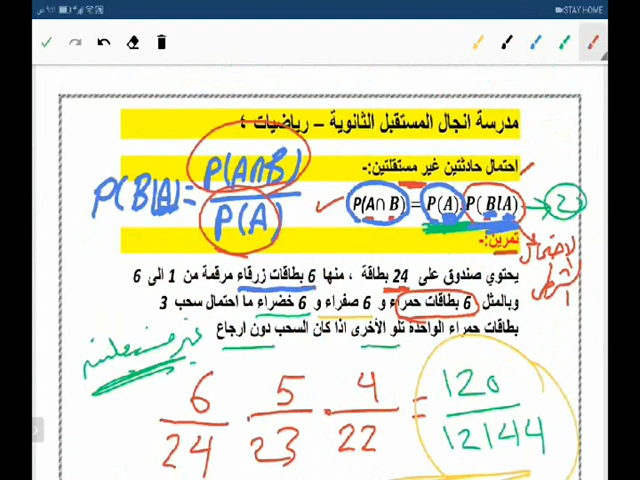 STAY HOME
مدرسة انجال المستقبل الثانوية – رياضيات ٤
احتمال حادثتين غير مستقلتين:-
P(B|A) = P(A∩B) / P(A)
P(A∩ B) = P(A). P( B|A)
تمرين:-
الاحتمال
الشرطي
يحتوي صندوق على 24 بطاقة ، منها 6 بطاقات زرقاء مرقمة من 1 الى 6
وبالمثل 6 بطاقات حمراء و 6 صفراء و 6 خضراء ما احتمال سحب 3
بطاقات حمراء الواحدة تلو الأخرى اذا كان السحب دون ارجاع
غير مستقلتين
6/24 5/23 4/22 = 120/12144